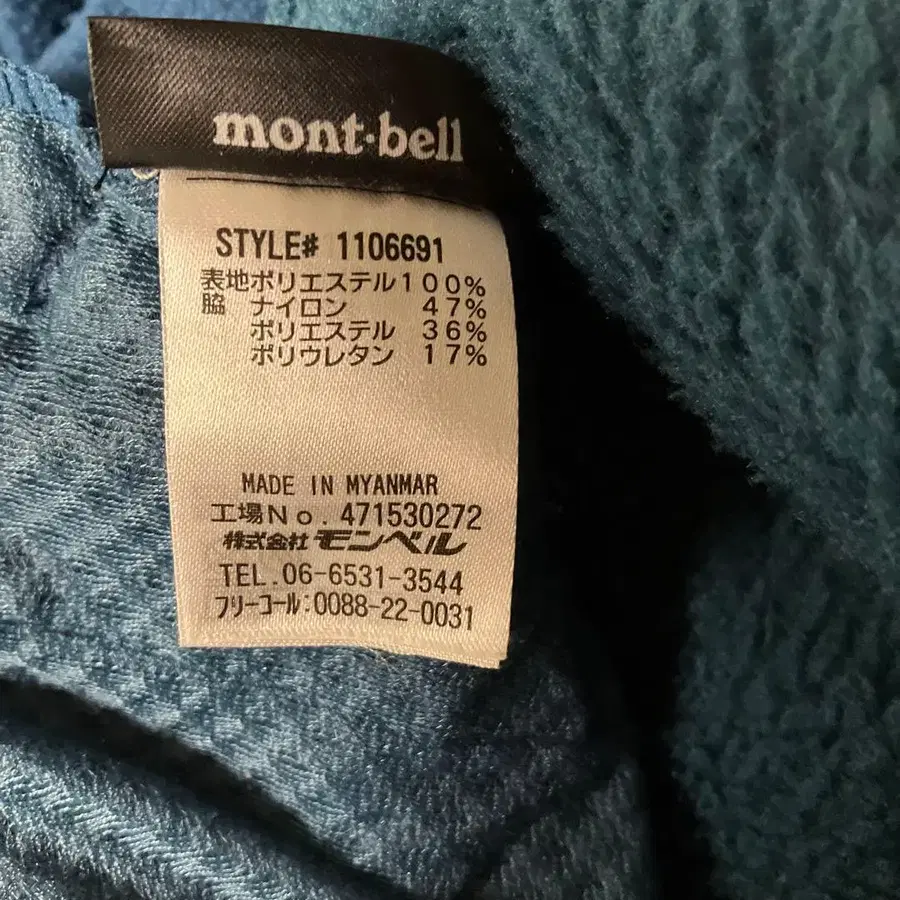 mont·bell
STYLE# 1106691
表地ポリエステル100%
脇 ナイロン 47%
ポリエステル 36%
ポリウレタン 17%
MADE IN MYANMAR
工場No. 471530272
株式会社 モンベル
TEL. 06-6531-3544
フリーコール:0088-22-0031